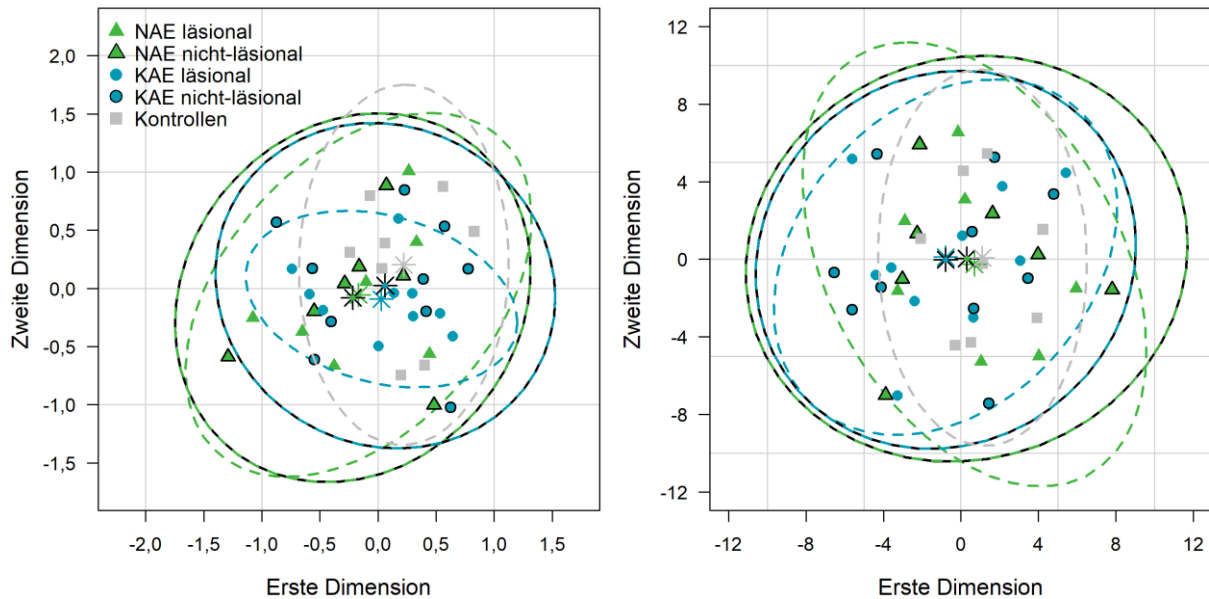 NAE läsional
NAE nicht-läsional
KAE läsional
KAE nicht-läsional
Kontrollen
2,0
1,5
1,0
0,5
0,0
-0,5
-1,0
-1,5
Zweite Dimension
-2,0 -1,5 -1,0 -0,5 0,0 0,5 1,0 1,5
Erste Dimension
12
8
4
0
-4
-8
-12
Zweite Dimension
-12 -8 -4 0 4 8 12
Erste Dimension